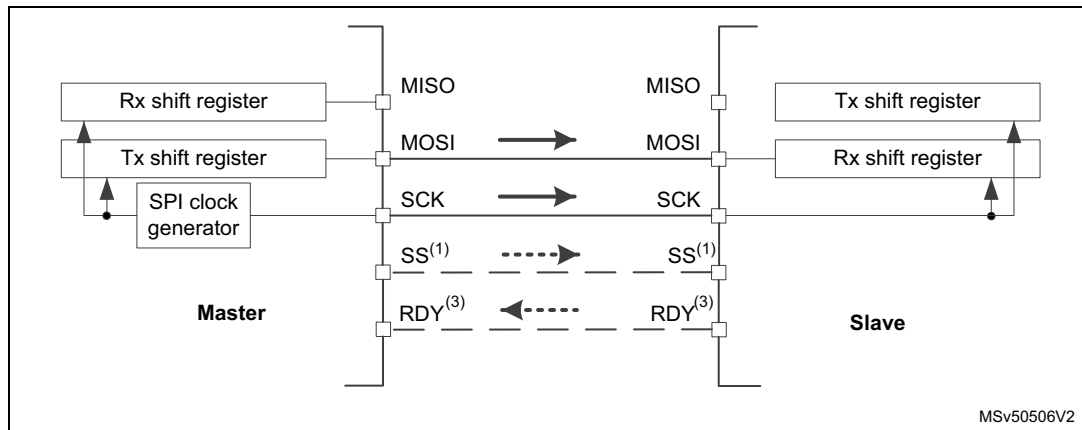 MISO
MISO
Rx shift register
Tx shift register
MOSI
MOSI
Tx shift register
Rx shift register
SPI clock
generator
SCK
SCK
SS(1)
SS(1)
RDY(3)
RDY(3)
Master
Slave
MSv50506V2